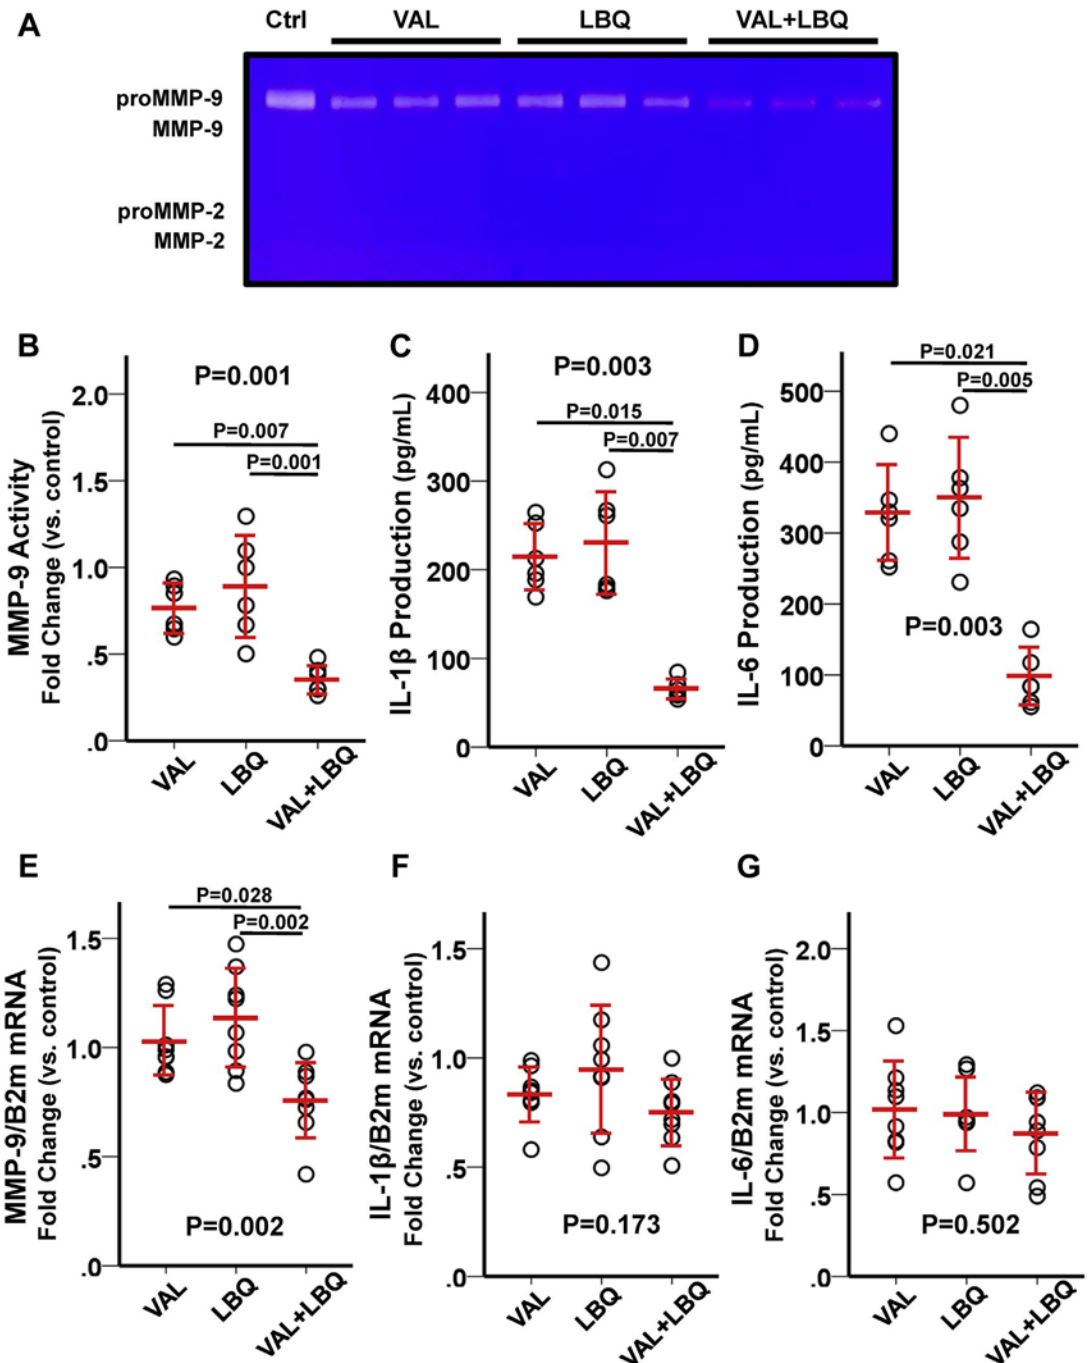 A
Ctrl VAL LBQ VAL+LBQ
proMMP-9
MMP-9
proMMP-2
MMP-2
B
MMP-9 Activity
Fold Change (vs. control)
2.0
1.5
1.0
.5
.0
P=0.001
P=0.007
P=0.001
VAL LBQ VAL+LBQ
C
IL-1β Production (pg/mL)
400
300
200
100
0
P=0.003
P=0.015
P=0.007
VAL LBQ VAL+LBQ
D
IL-6 Production (pg/mL)
500
400
300
200
100
0
P=0.021
P=0.005
P=0.003
VAL LBQ VAL+LBQ
E
MMP-9/B2m mRNA
Fold Change (vs. control)
1.5
1.0
.5
.0
P=0.028
P=0.002
P=0.002
VAL LBQ VAL+LBQ
F
IL-1β/B2m mRNA
Fold Change (vs. control)
1.5
1.0
.5
.0
P=0.173
VAL LBQ VAL+LBQ
G
IL-6/B2m mRNA
Fold Change (vs. control)
2.0
1.5
1.0
.5
.0
P=0.502
VAL LBQ VAL+LBQ